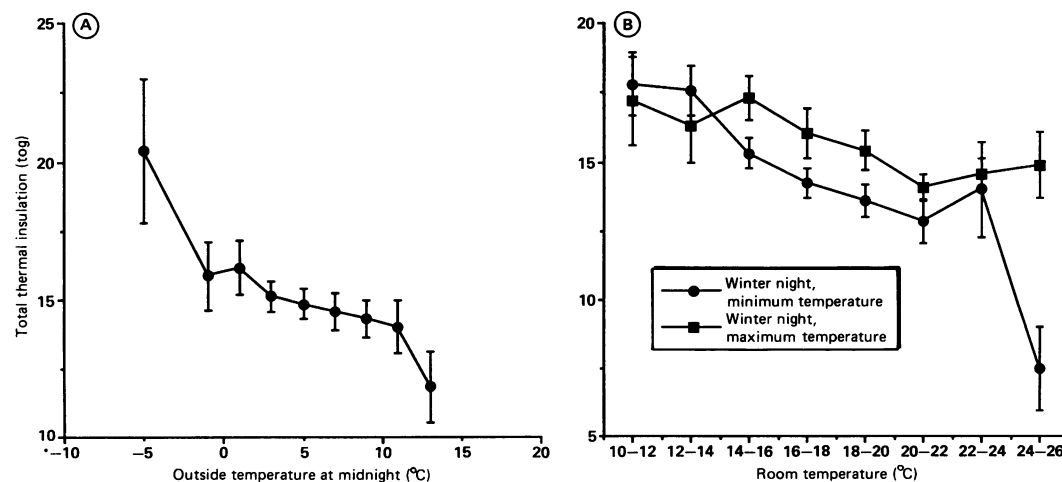 A
B
25
20
15
10
Total thermal insulation (tog)
-10
-5
0
5
10
15
20
Outside temperature at midnight (°C)
20
15
10
5
Winter night,
minimum temperature
Winter night,
maximum temperature
10-12
12-14
14-16
16-18
18-20
20-22
22-24
24-26
Room temperature (°C)